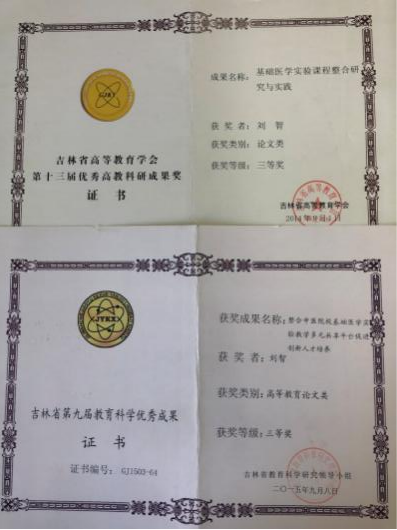 成果名称：基础医学实验课程整合研
究与实践
获奖者：刘智
获奖类别：论文类
获奖等级：三等奖
吉林省高等教育学会
第十三届优秀高教科研成果奖
证书
吉林省高等教育学会
JYKX
获奖成果名称：整合中医院校基础医学实
验教学多元共享平台促进
创新人才培养
获奖者：刘智
获奖类别：高等教育论文类
获奖等级：三等奖
吉林省第九届教育科学优秀成果
证书
证书编号：GJ1503-64
吉林省教育科学研究领导小组
二〇一五年九月八日